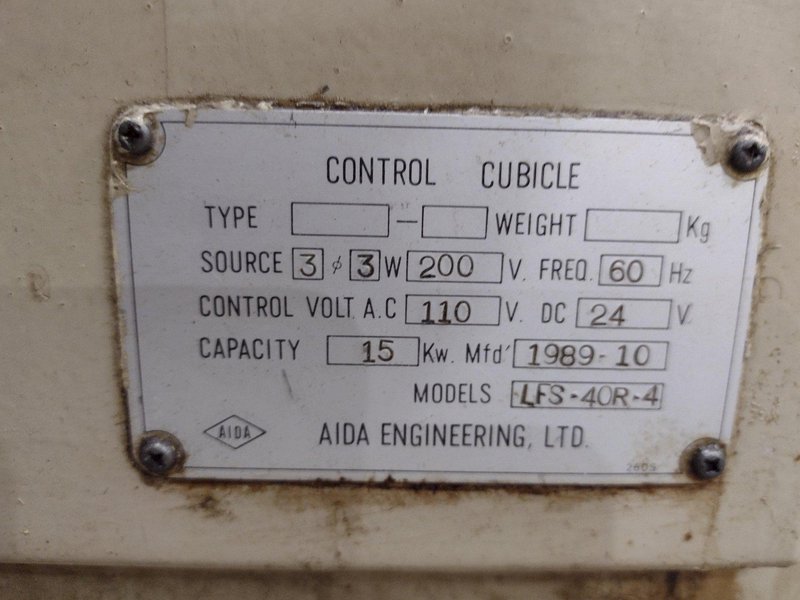 CONTROL CUBICLE
TYPE — WEIGHT Kg
SOURCE 3 ϕ 3 W 200 V. FREQ. 60 Hz
CONTROL VOLT. A.C 110 V. DC 24 V
CAPACITY 15 Kw. Mfd' 1989-10
MODELS LFS-40R-4
AIDA AIDA ENGINEERING, LTD.